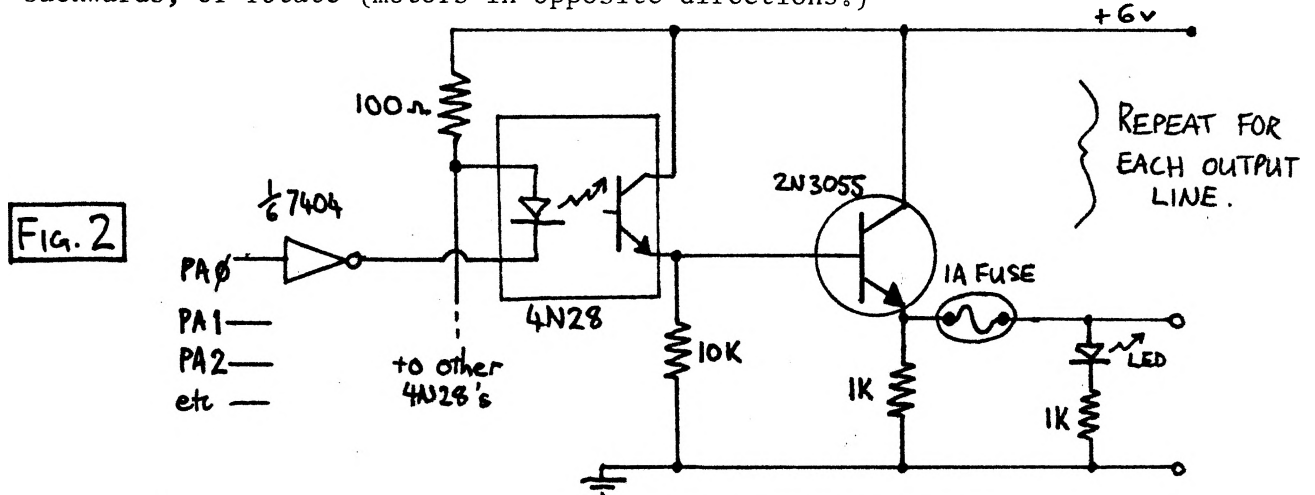 backwards, or rotate (motors in opposite directions.)
+6v
100Ω
REPEAT FOR
EACH OUTPUT
LINE.
1/6 7404
2N3055
Fig. 2
PAØ
1A FUSE
4N28
PA1
PA2
etc
to other
4N28's
10K
1K
LED
1K